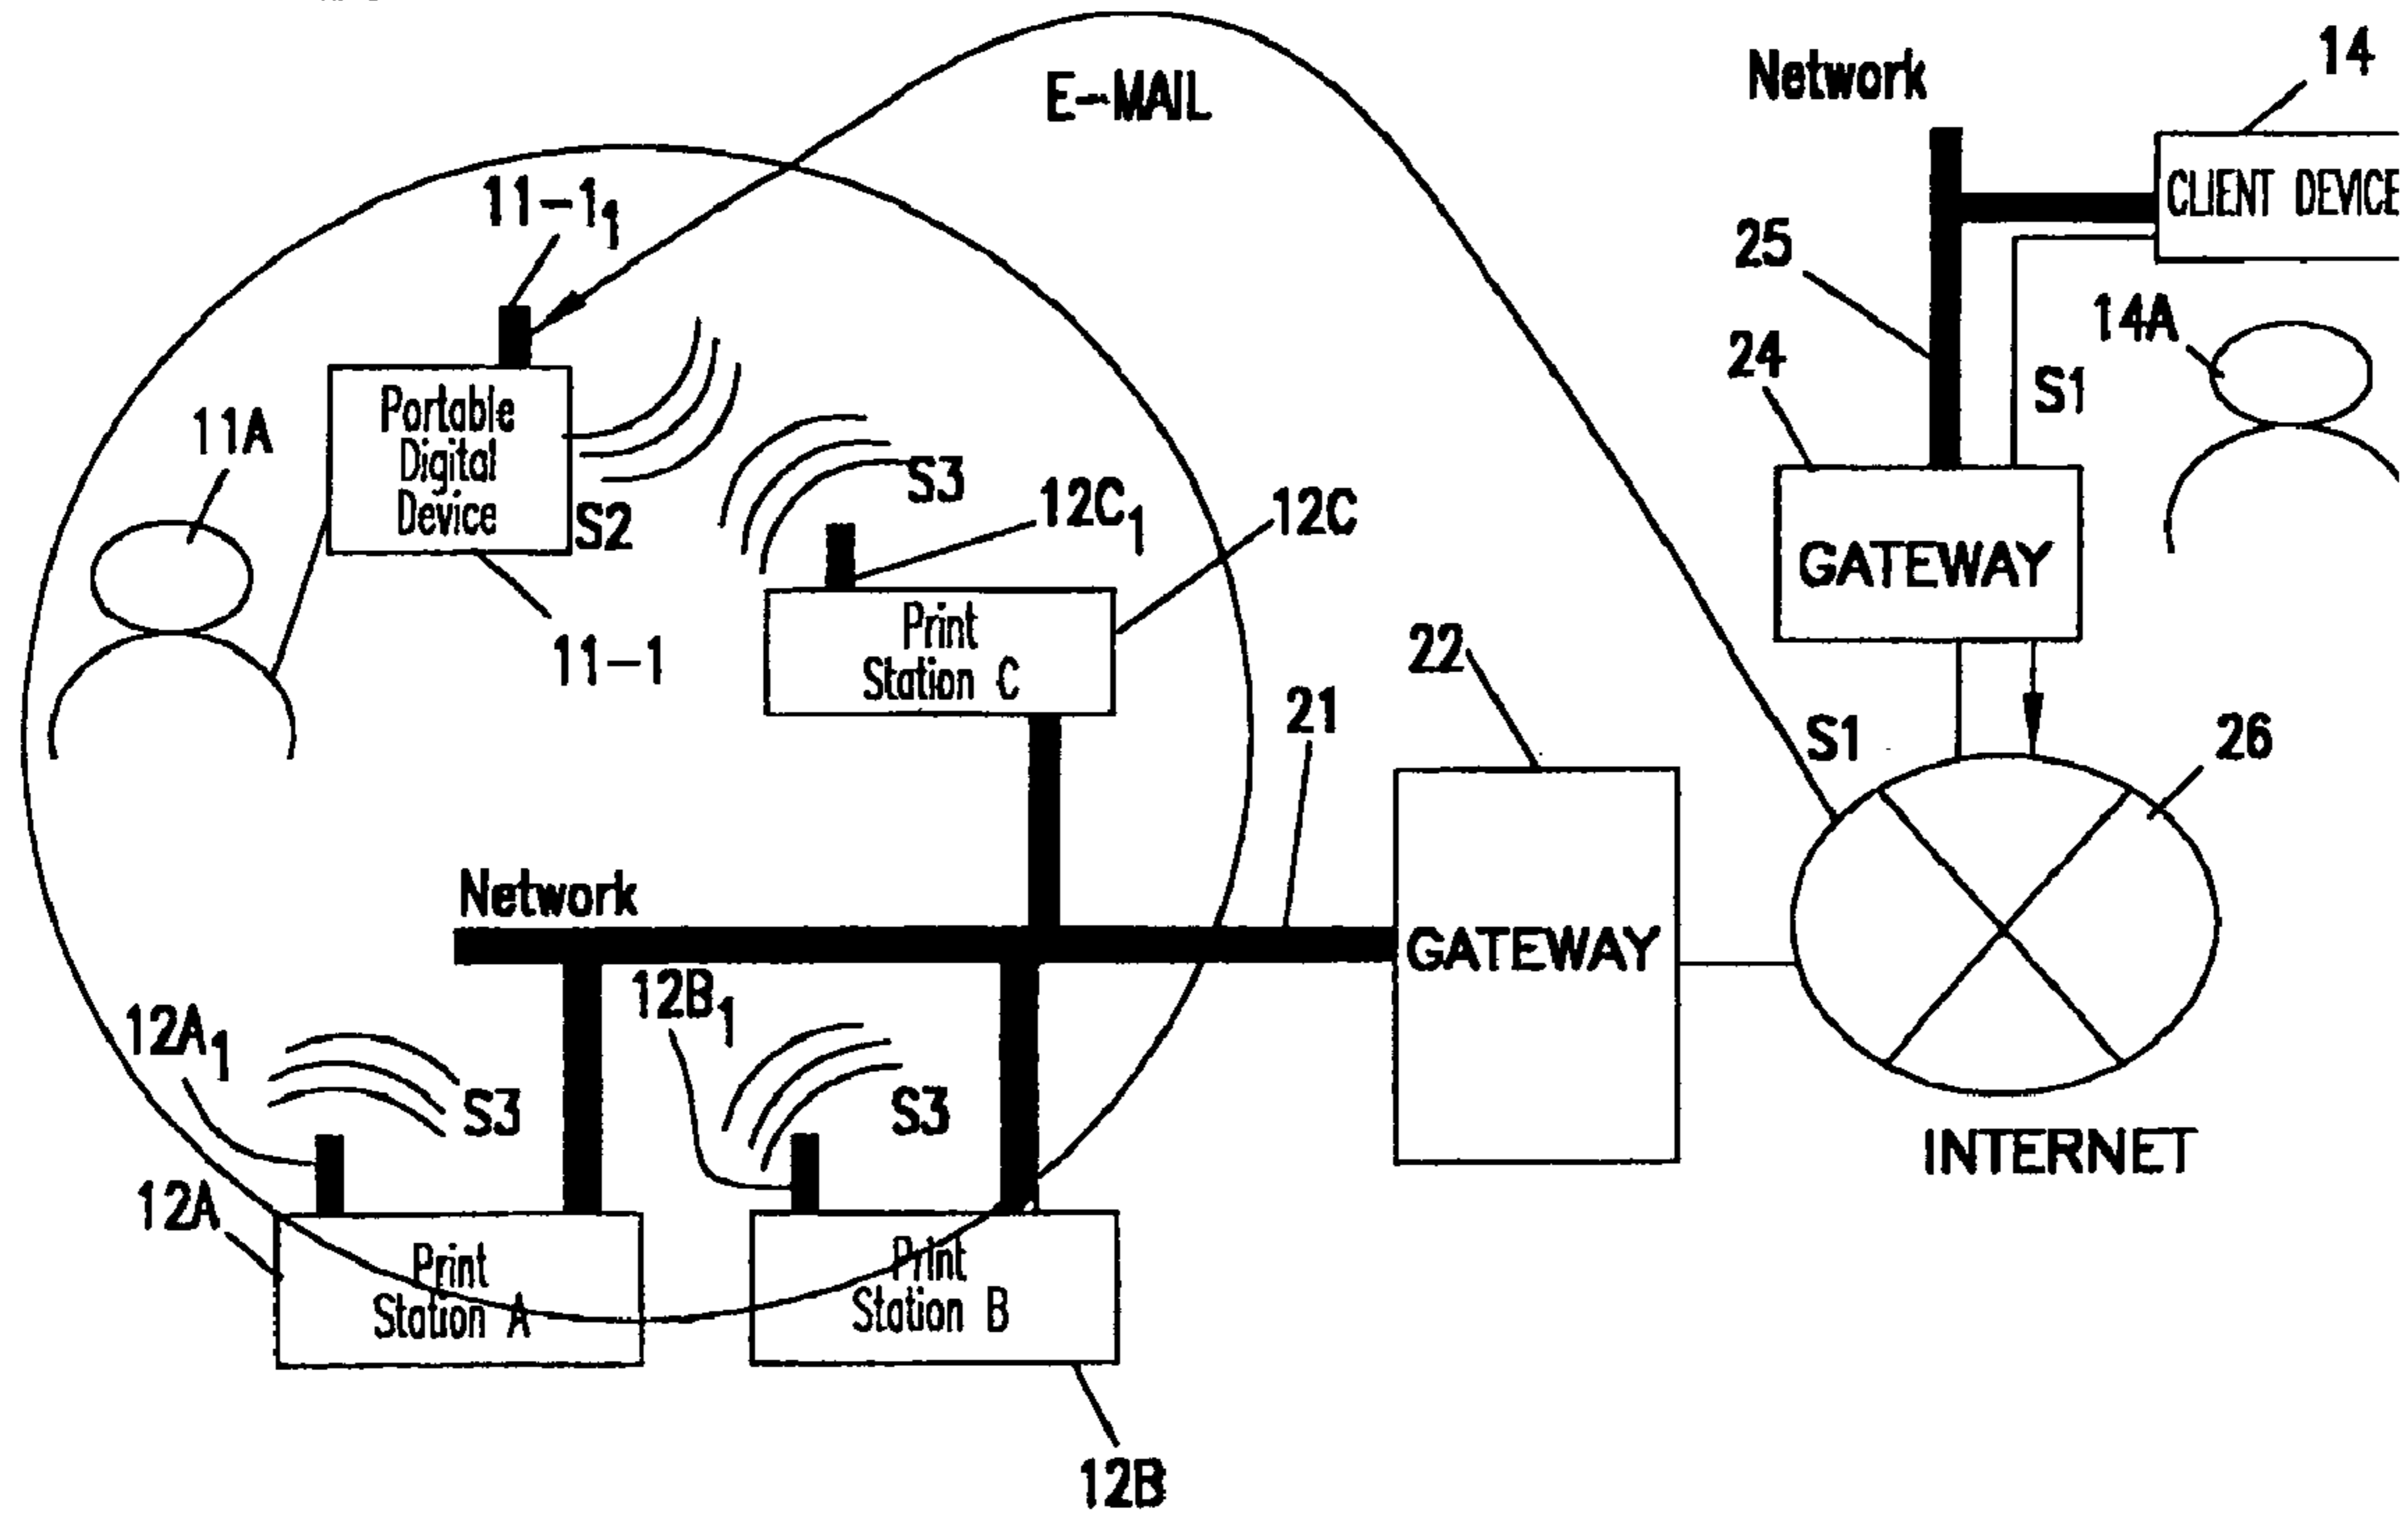 14
Network
E-MAIL
CLIENT DEVICE
11-1₁
25
14A
24
S1
11A
Portable
Digital
Device
S2
S3
12C₁
12C
GATEWAY
Print
Station C
11-1
22
21
S1
26
Network
GATEWAY
12A₁
12B₁
S3
S3
INTERNET
12A
Print
Station A
Print
Station B
12B